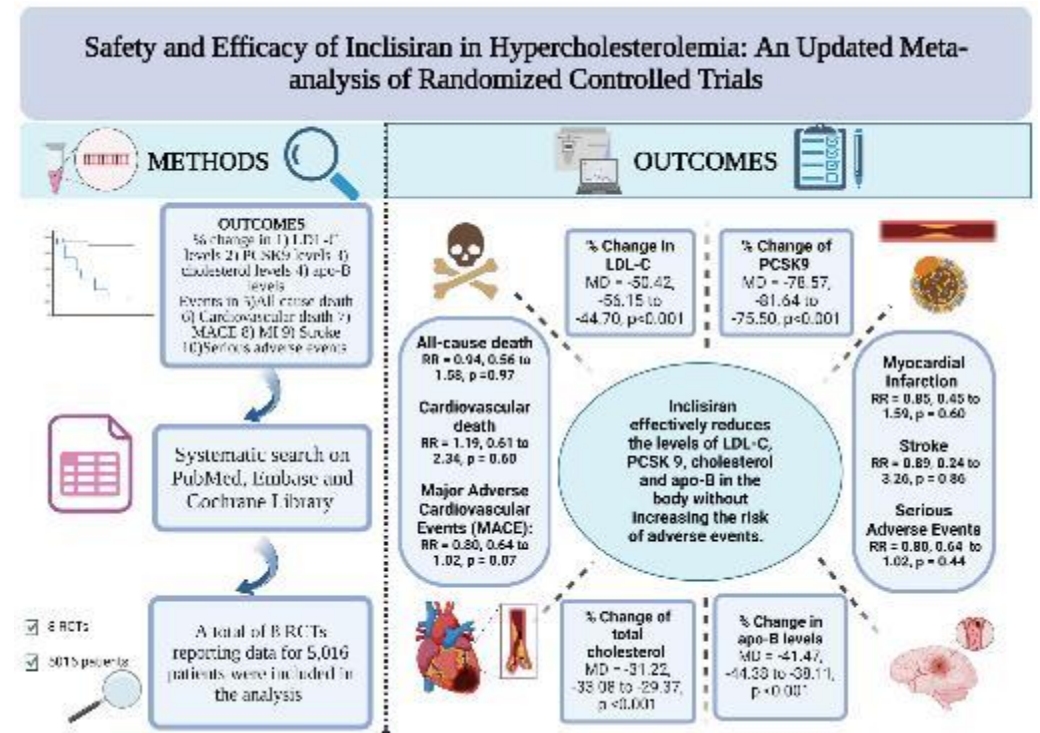 Safety and Efficacy of Inclisiran in Hypercholesterolemia: An Updated Meta-
analysis of Randomized Controlled Trials
METHODS
OUTCOMES
% change in 1) LDL-C
levels 2) PCSK9 levels 3)
cholesterol levels 4) apo-B
levels
Events in 5)All cause death
6) Cardiovascular death 7)
MACE 8) MI 9) Stroke
10)Serious adverse events
Systematic search on
PubMed, Embase and
Cochrane Library
8 RCTs
5016 patients
A total of 8 RCTs
reporting data for 5,016
patients were included in
the analysis
OUTCOMES
% Change in
LDL-C
MD = -50.42,
-56.15 to
-44.70, p<0.001
% Change of
PCSK9
MD = -78.57,
-81.64 to
-75.50, p<0.001
All-cause death
RR = 0.94, 0.56 to
1.58, p =0.97
Cardiovascular
death
RR = 1.19, 0.61 to
2.34, p = 0.60
Major Adverse
Cardiovascular
Events (MACE):
RR = 0.80, 0.64 to
1.02, p = 0.07
Inclisiran
effectively reduces
the levels of LDL-C,
PCSK 9, cholesterol
and apo-B in the
body without
increasing the risk
of adverse events.
Myocardial
Infarction
RR = 0.85, 0.45 to
1.59, p = 0.60
Stroke
RR = 0.89, 0.24 to
3.26, p = 0.86
Serious
Adverse Events
RR = 0.80, 0.64 to
1.02, p = 0.44
% Change of
total
cholesterol
MD = -31.22,
-33.08 to -29.37,
p <0.001
% Change in
apo-B levels
MD = -41.47,
-44.38 to -38.11,
p <0.001